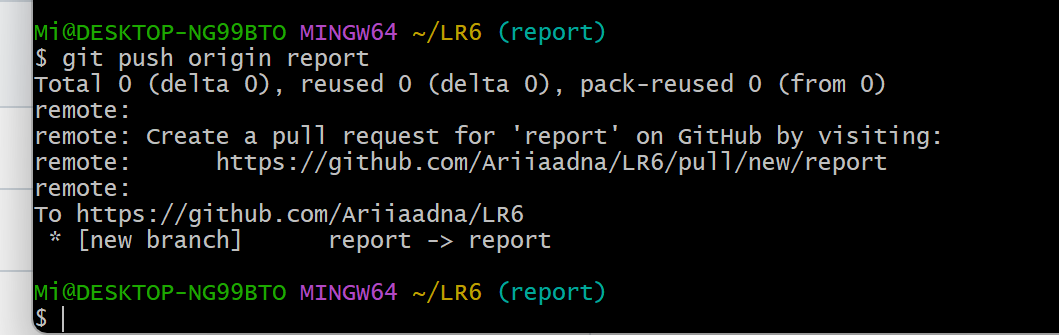 Mi@DESKTOP-NG99BTO MINGW64 ~/LR6 (report)
$ git push origin report
Total 0 (delta 0), reused 0 (delta 0), pack-reused 0 (from 0)
remote:
remote: Create a pull request for 'report' on GitHub by visiting:
remote:      https://github.com/Ariiaadna/LR6/pull/new/report
remote:
To https://github.com/Ariiaadna/LR6
 * [new branch]      report -> report
Mi@DESKTOP-NG99BTO MINGW64 ~/LR6 (report)
$